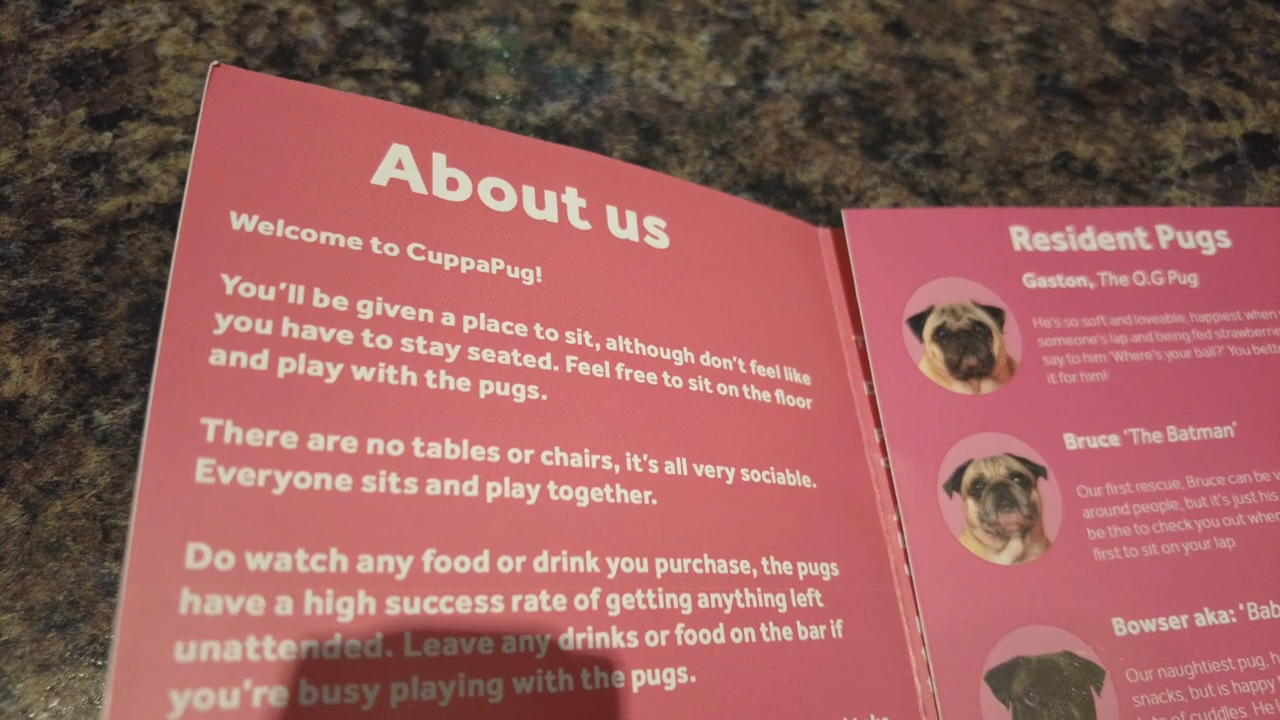 About us
Welcome to CuppaPug!
You'll be given a place to sit, although don't feel like
you have to stay seated. Feel free to sit on the floor
and play with the pugs.
There are no tables or chairs, it's all very sociable.
Everyone sits and play together.
Do watch any food or drink you purchase, the pugs
have a high success rate of getting anything left
unattended. Leave any drinks or food on the bar if
you're busy playing with the pugs.
Resident Pugs
Gaston, The O.G Pug
He's so soft and loveable, happiest when
someone's lap and being fed
say to him 'Where's your ball?' You
it for him!
Bruce 'The Batman'
Our first rescue, Bruce can be
around people, but it's just his
be the to check you out when
first to sit on your lap.
Bowser aka:
Our naughtiest pug,
snacks, but is happy
of cuddles. He